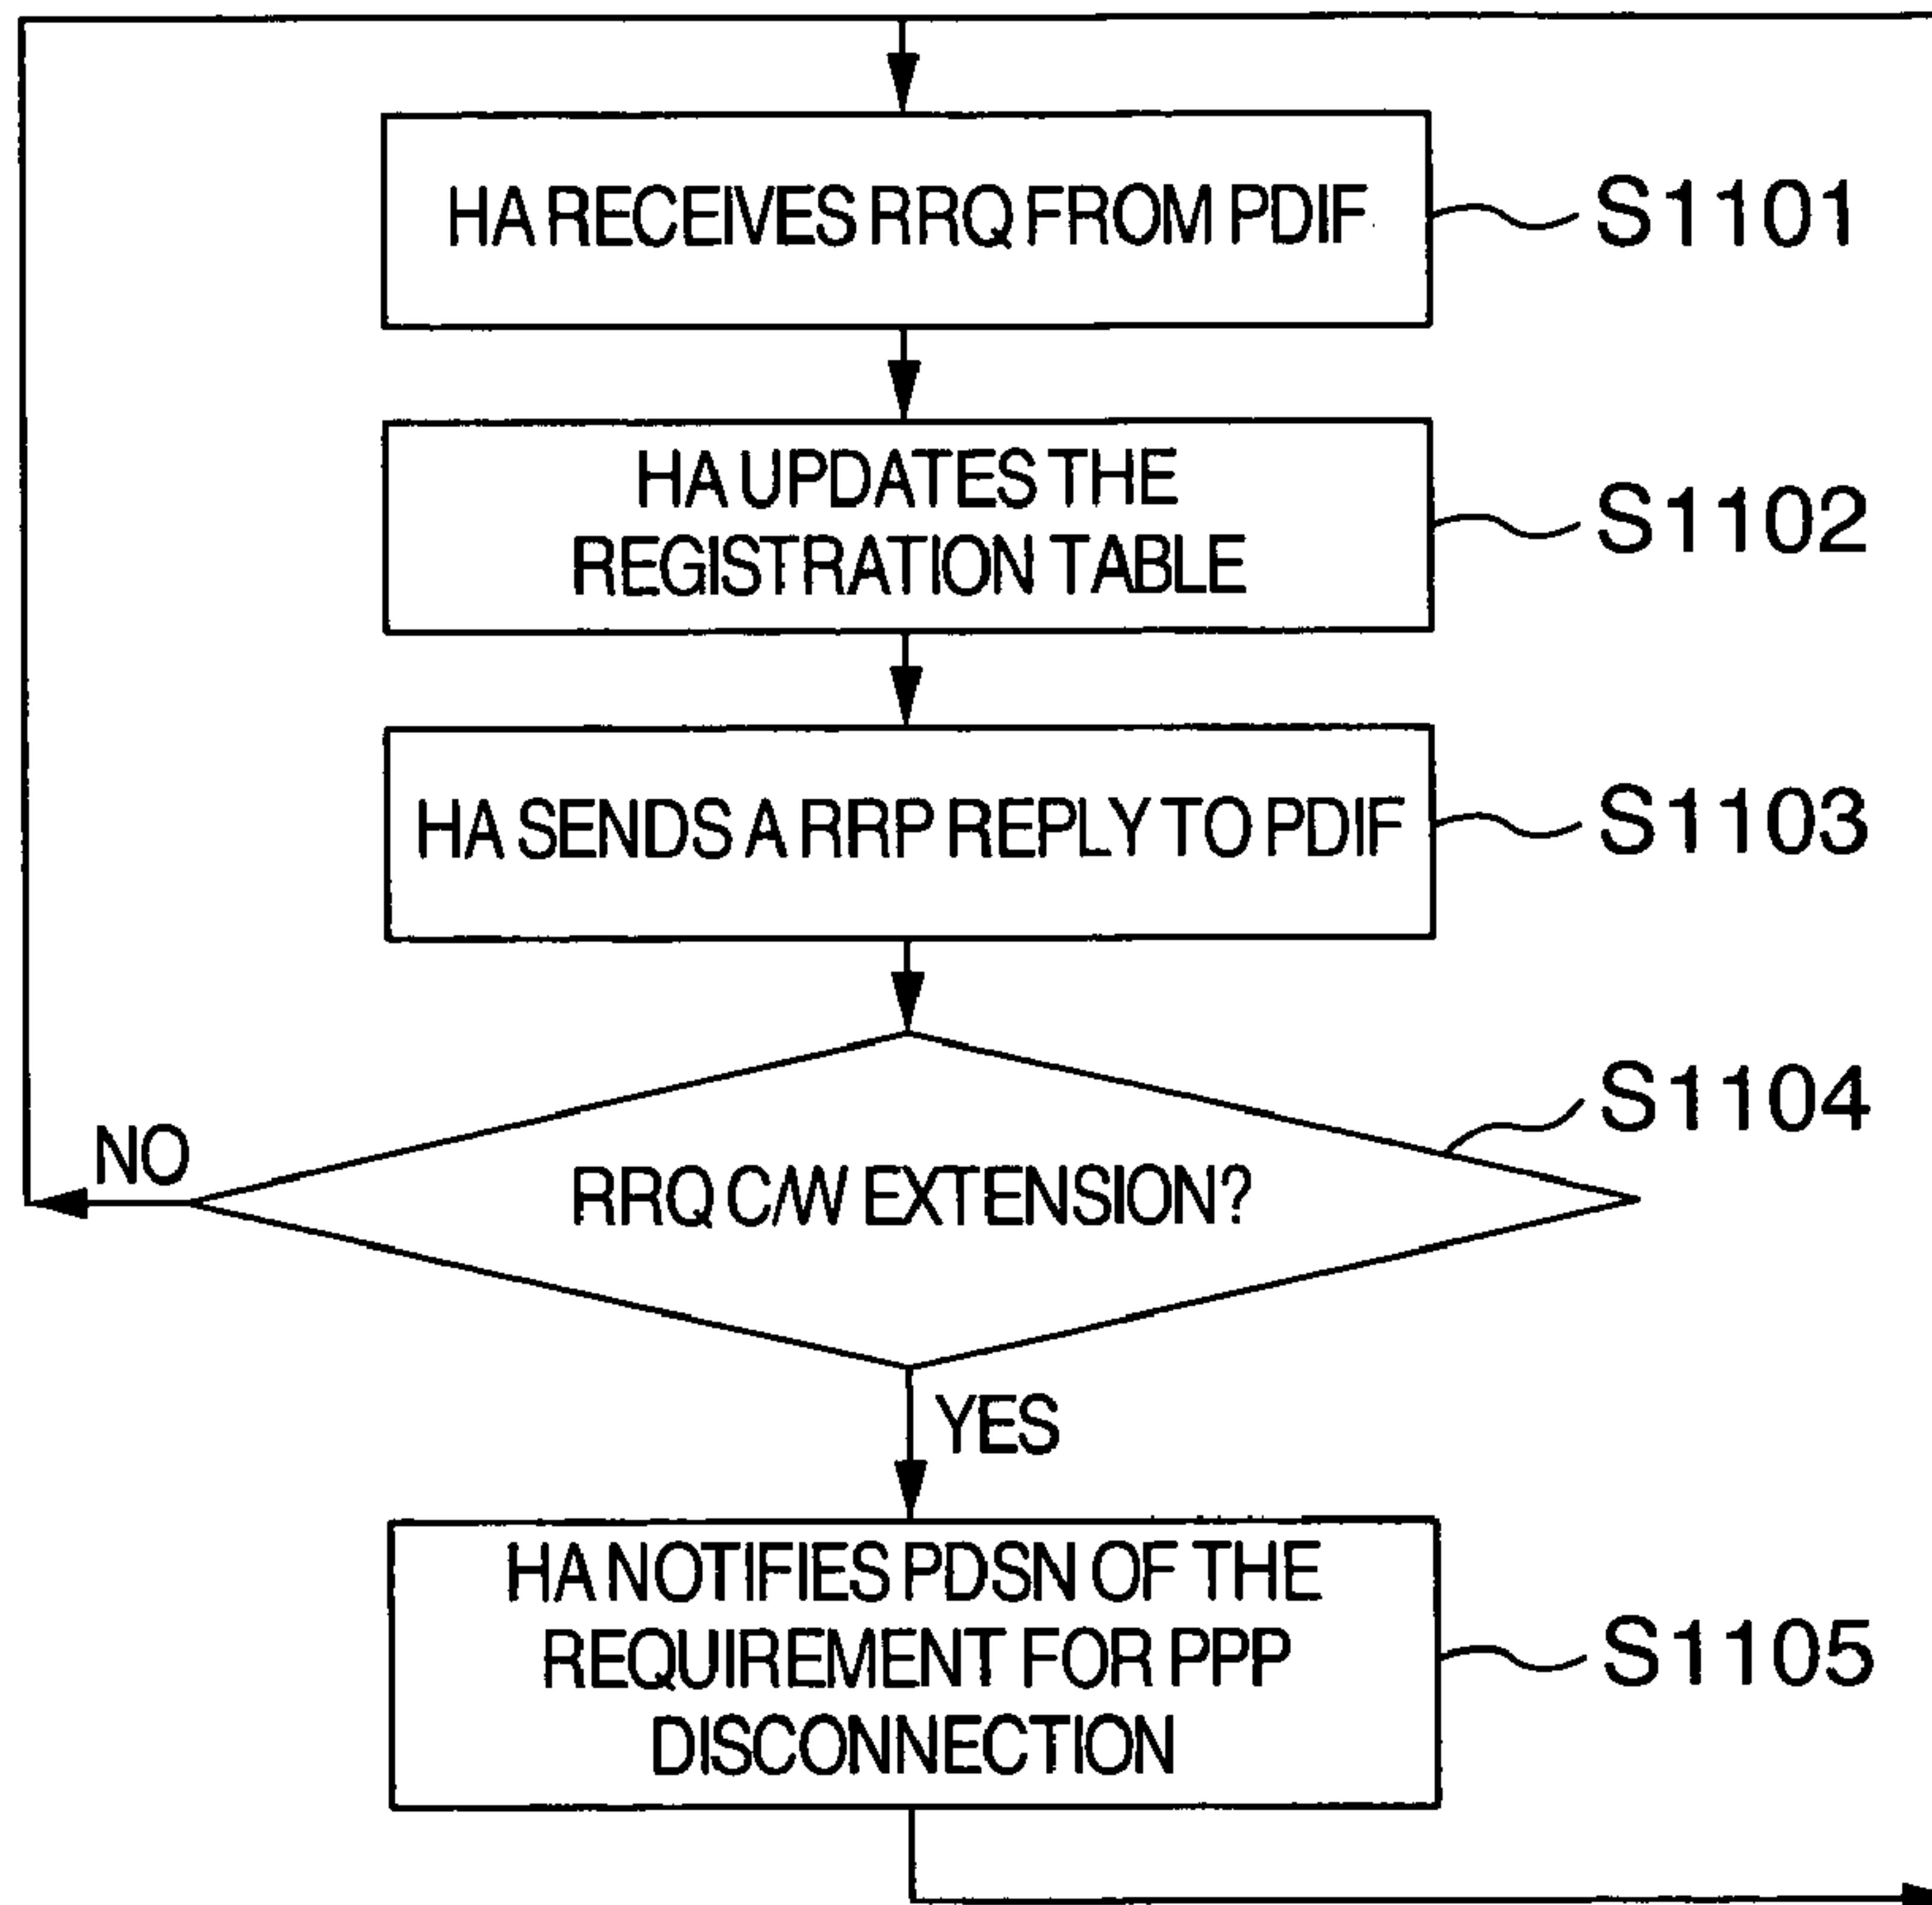 HA RECEIVES RRQ FROM PDIF
S1101
HA UPDATES THE
REGISTRATION TABLE
S1102
HA SENDS A RRP REPLY TO PDIF
S1103
S1104
NO
RRQ C/W EXTENSION?
YES
HA NOTIFIES PDSN OF THE
REQUIREMENT FOR PPP
DISCONNECTION
S1105